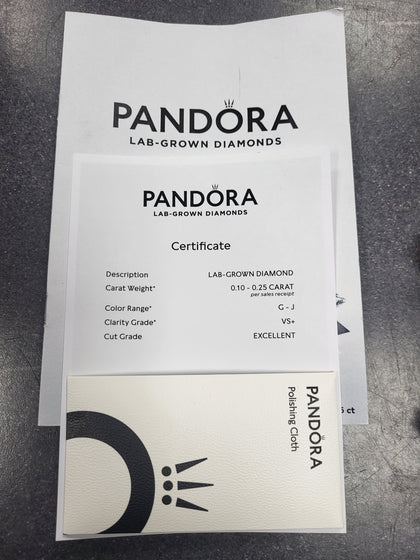 PANDORA
LAB-GROWN DIAMONDS
PANDORA
LAB-GROWN DIAMONDS
Certificate
Description LAB-GROWN DIAMOND
Carat Weight* 0.10 - 0.25 CARAT
per sales receipt
Color Range* G - J
Clarity Grade* VS+
Cut Grade EXCELLENT
ct
PANDORA
Polishing Cloth